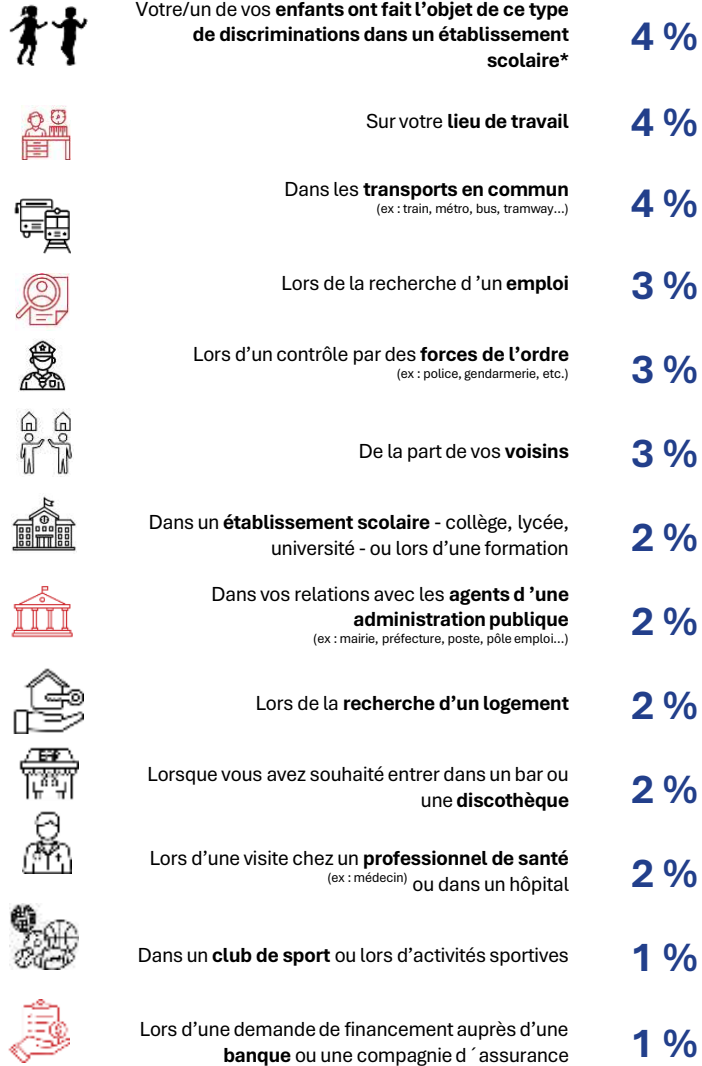 Votre/un de vos enfants ont fait l’objet de ce type
de discriminations dans un établissement
scolaire*
4 %
Sur votre lieu de travail
4 %
Dans les transports en commun
(ex : train, métro, bus, tramway...)
4 %
Lors de la recherche d ’un emploi
3 %
Lors d’un contrôle par des forces de l’ordre
(ex : police, gendarmerie, etc.)
3 %
De la part de vos voisins
3 %
Dans un établissement scolaire - collège, lycée,
université - ou lors d’une formation
2 %
Dans vos relations avec les agents d ’une
administration publique
(ex : mairie, préfecture, poste, pôle emploi...)
2 %
Lors de la recherche d’un logement
2 %
Lorsque vous avez souhaité entrer dans un bar ou
une discothèque
2 %
Lors d’une visite chez un professionnel de santé
(ex : médecin) ou dans un hôpital
2 %
Dans un club de sport ou lors d’activités sportives
1 %
Lors d’une demande de financement auprès d’une
banque ou une compagnie d ´assurance
1 %